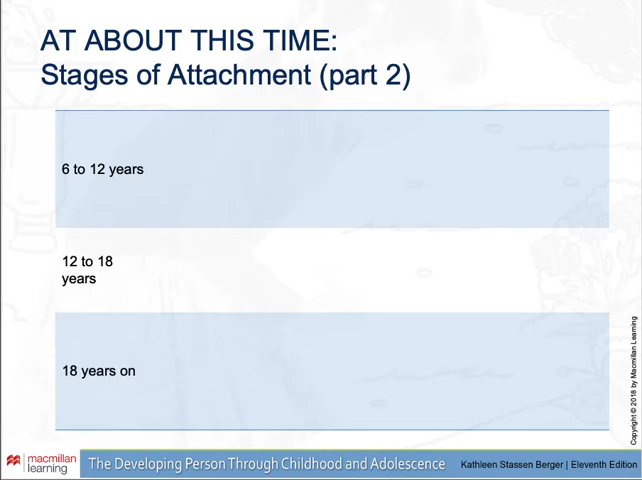 AT ABOUT THIS TIME:
Stages of Attachment (part 2)
6 to 12 years
12 to 18
years
18 years on
Copyright © 2018 by Macmillan Learning
macmillan
learning
The Developing Person Through Childhood and Adolescence
Kathleen Stassen Berger | Eleventh Edition